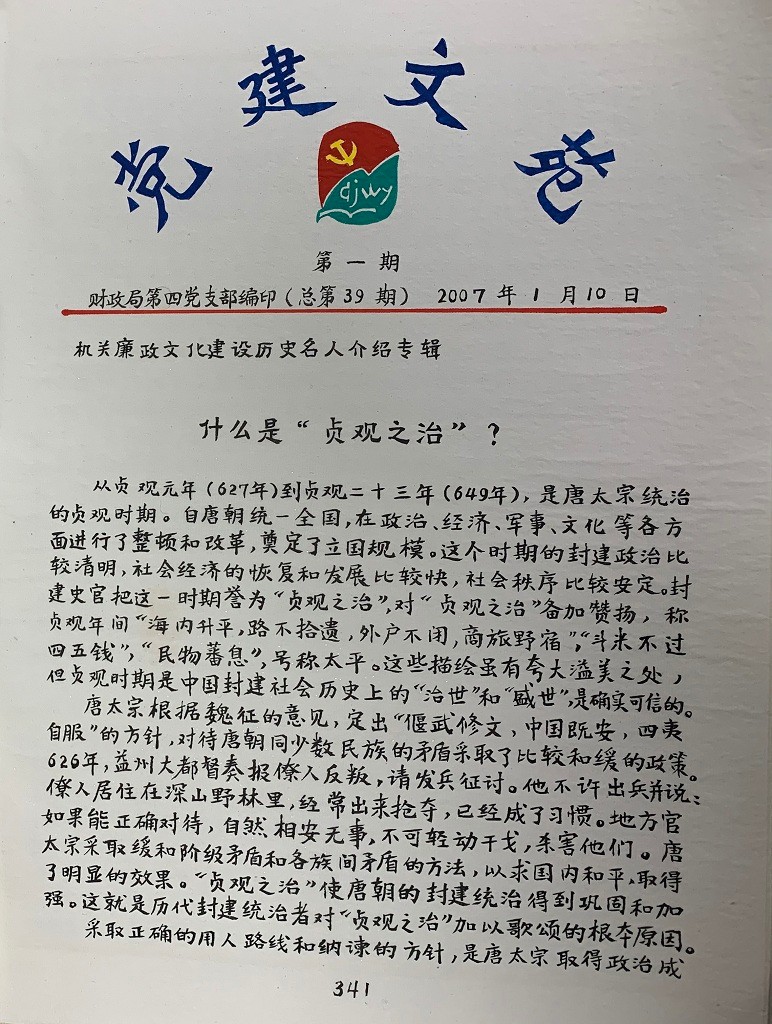 党建文苑
djwy
第一期
财政局第四党支部编印(总第39期) 2007年1月10日
机关廉政文化建设历史名人介绍专辑
什么是“贞观之治”?
从贞观元年(627年)到贞观二十三年(649年),是唐太宗统治
的贞观时期。自唐朝统一全国,在政治、经济、军事、文化等各方
面进行了整顿和改革,奠定了立国规模。这个时期的封建政治比
较清明,社会经济的恢复和发展比较快,社会秩序比较安定。封
建史官把这一时期誉为“贞观之治”,对“贞观之治”备加赞扬,称
贞观年间“海内升平,路不拾遗,外户不闭,商旅野宿”,“斗米不过
四五钱”,“民物蕃息”,号称太平。这些描绘虽有夸大溢美之处,
但贞观时期是中国封建社会历史上的“治世”和“盛世”,是确实可信的。
唐太宗根据魏征的意见,定出“偃武修文,中国既安,四夷
自服”的方针,对待唐朝同少数民族的矛盾采取了比较和缓的政策。
626年,益州大都督奏报僚人反叛,请发兵征讨。他不许出兵并说:
僚人居住在深山野林里,经常出来抢夺,已经成了习惯。地方官
如果能正确对待,自然相安无事,不可轻动干戈,杀害他们。唐
太宗采取缓和阶级矛盾和各族间矛盾的方法,以求国内和平,取得
了明显的效果。“贞观之治”使唐朝的封建统治得到巩固和加
强。这就是历代封建统治者对“贞观之治”加以歌颂的根本原因。
采取正确的用人路线和纳谏的方针,是唐太宗取得政治成
341